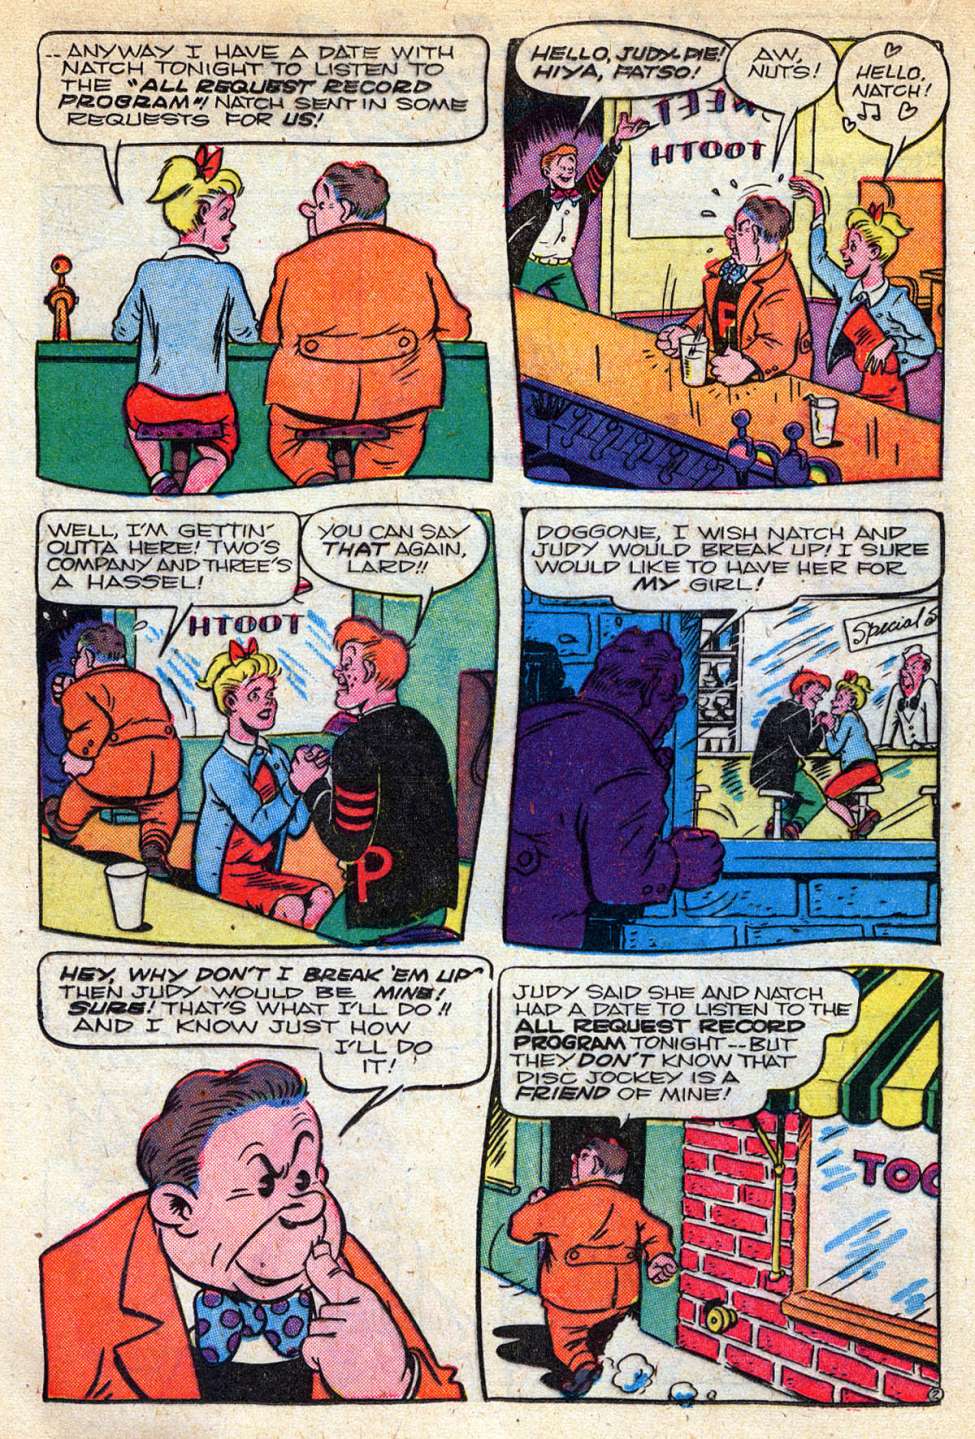 -- ANYWAY I HAVE A DATE WITH
NATCH TONIGHT TO LISTEN TO
THE "ALL REQUEST RECORD
PROGRAM"! NATCH SENT IN SOME
REQUESTS FOR US!
HELLO, JUDY-PIE!
HIYA, FATSO!
AW,
NUTS!
HELLO,
NATCH!
SWEET
TOOTH
P
WELL, I'M GETTIN'
OUTTA HERE! TWO'S
COMPANY AND THREE'S
A HASSEL!
YOU CAN SAY
THAT AGAIN,
LARD!!
TOOTH
P
DOGGONE, I WISH NATCH AND
JUDY WOULD BREAK UP! I SURE
WOULD LIKE TO HAVE HER FOR
MY GIRL!
Specials
HEY, WHY DON'T I BREAK 'EM UP
THEN JUDY WOULD BE MINE!
SURE! THAT'S WHAT I'LL DO!!
AND I KNOW JUST HOW
I'LL DO
IT!
JUDY SAID SHE AND NATCH
HAD A DATE TO LISTEN TO THE
ALL REQUEST RECORD
PROGRAM TONIGHT -- BUT
THEY DON'T KNOW THAT
DISC JOCKEY IS A
FRIEND OF MINE!
TOO
2